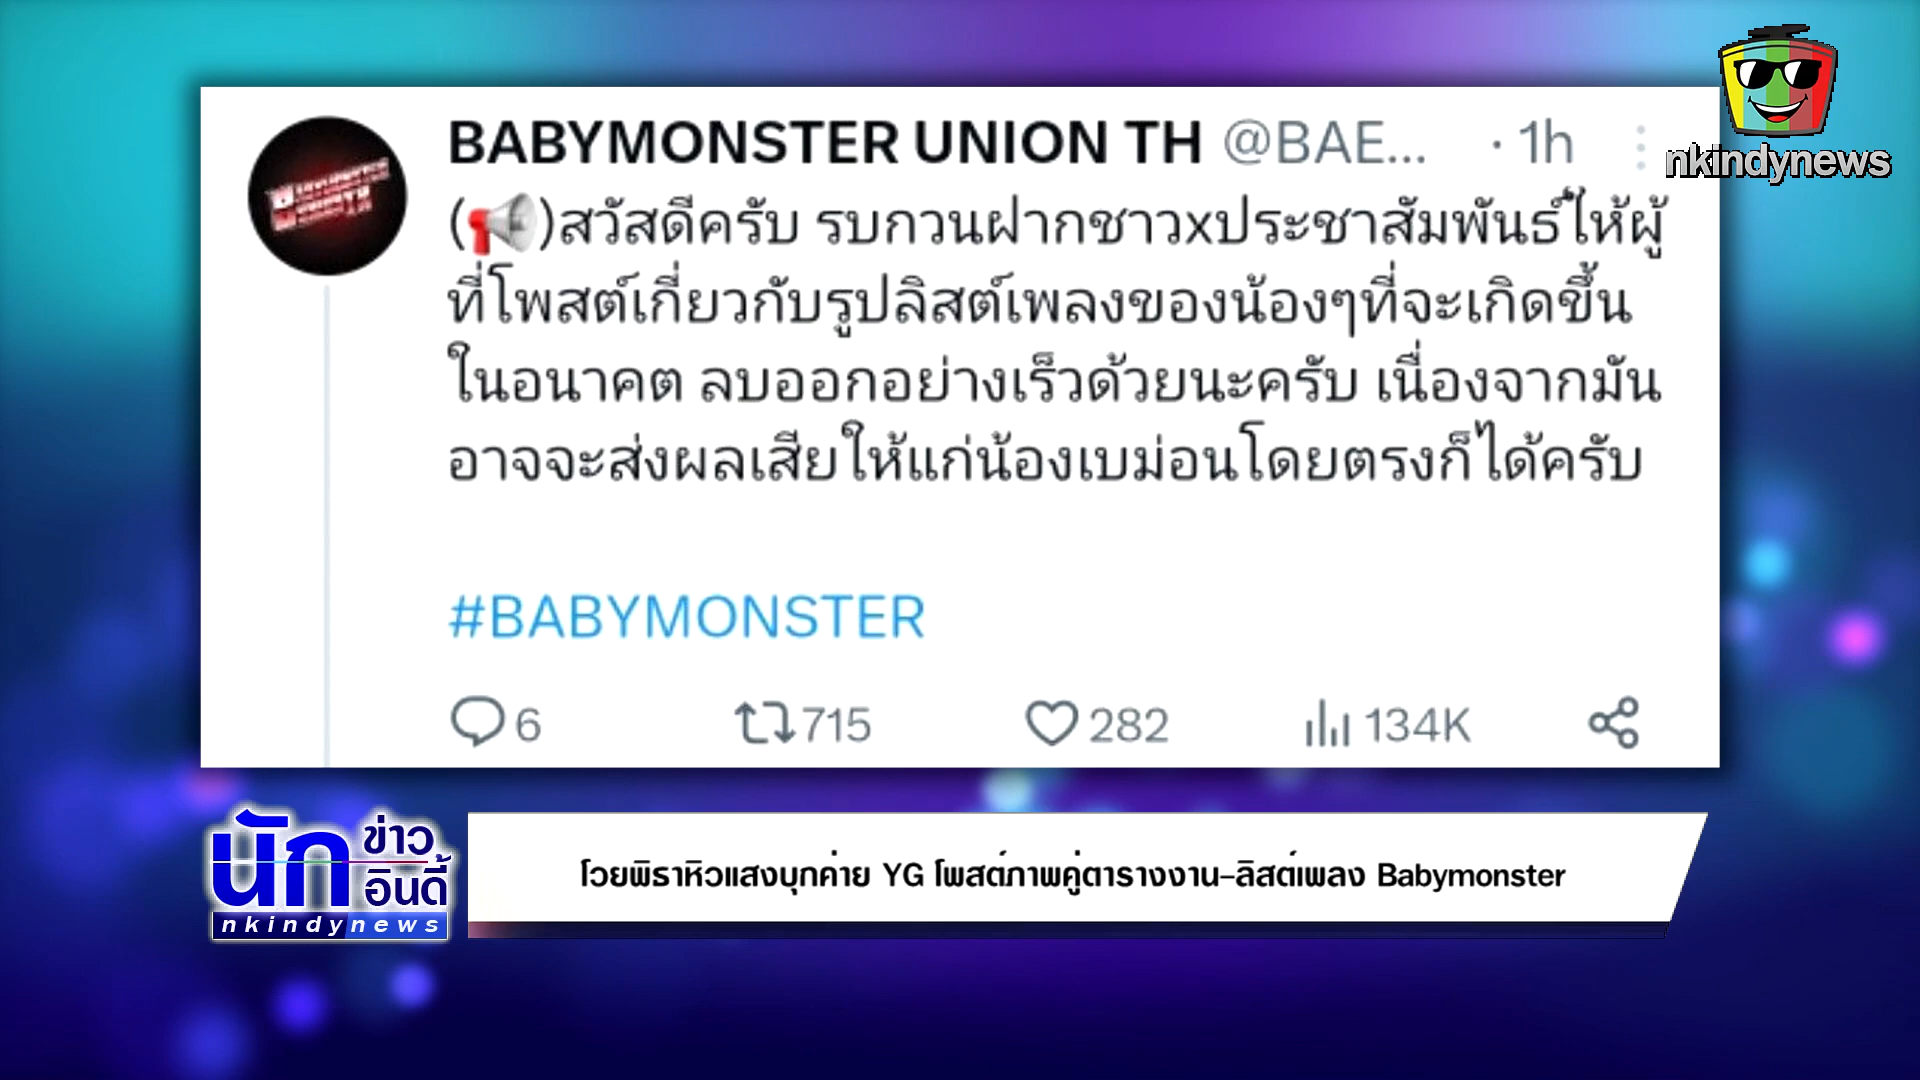 nkindynews
BABYMONSTER UNION TH @BAE... · 1h
(📢)สวัสดีครับ รบกวนฝากชาวxประชาสัมพันธ์ให้ผู้
ที่โพสต์เกี่ยวกับรูปลิสต์เพลงของน้องๆที่จะเกิดขึ้น
ในอนาคต ลบออกอย่างเร็วด้วยนะครับ เนื่องจากมัน
อาจจะส่งผลเสียให้แก่น้องเบม่อนโดยตรงก็ได้ครับ
#BABYMONSTER
6 715 282 134K
นักข่าวอินดี้
nkindynews
โวยพิธาหิวแสงบุกค่าย YG โพสต์ภาพคู่ตารางงาน-ลิสต์เพลง Babymonster